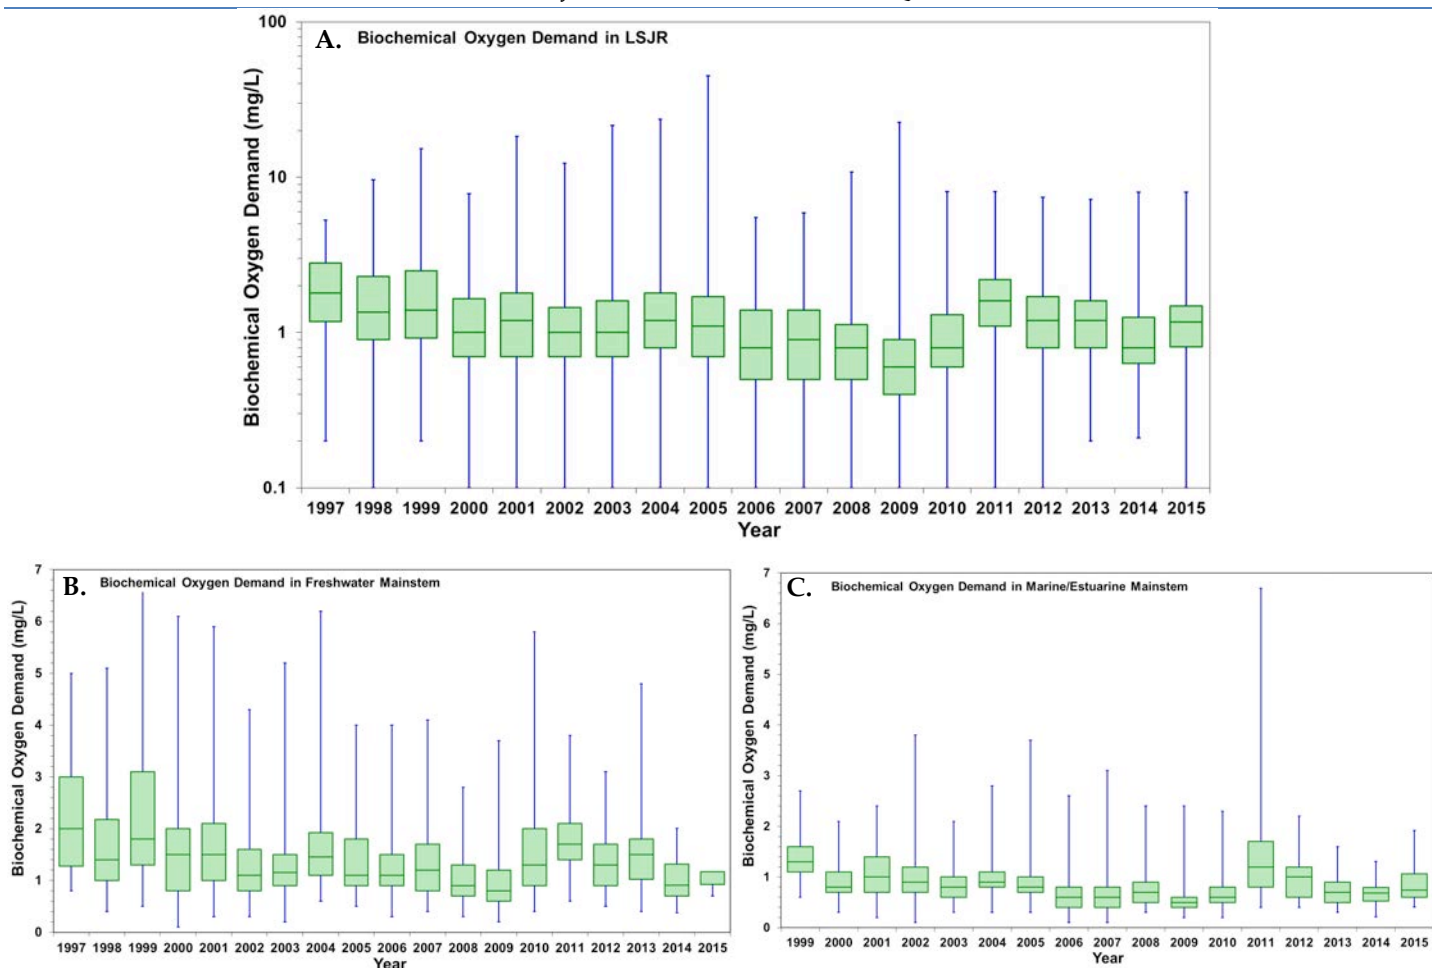 A. Biochemical Oxygen Demand in LSJR
Biochemical Oxygen Demand (mg/L)
100
10
1
0.1
1997 1998 1999 2000 2001 2002 2003 2004 2005 2006 2007 2008 2009 2010 2011 2012 2013 2014 2015
Year
B. Biochemical Oxygen Demand in Freshwater Mainstem
Biochemical Oxygen Demand (mg/L)
7
6
5
4
3
2
1
0
1997 1998 1999 2000 2001 2002 2003 2004 2005 2006 2007 2008 2009 2010 2011 2012 2013 2014 2015
Year
C. Biochemical Oxygen Demand in Marine/Estuarine Mainstem
Biochemical Oxygen Demand (mg/L)
7
6
5
4
3
2
1
0
1999 2000 2001 2002 2003 2004 2005 2006 2007 2008 2009 2010 2011 2012 2013 2014 2015
Year